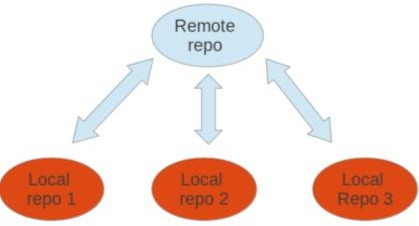 Remote
repo
Local
repo 1
Local
repo 2
Local
Repo 3